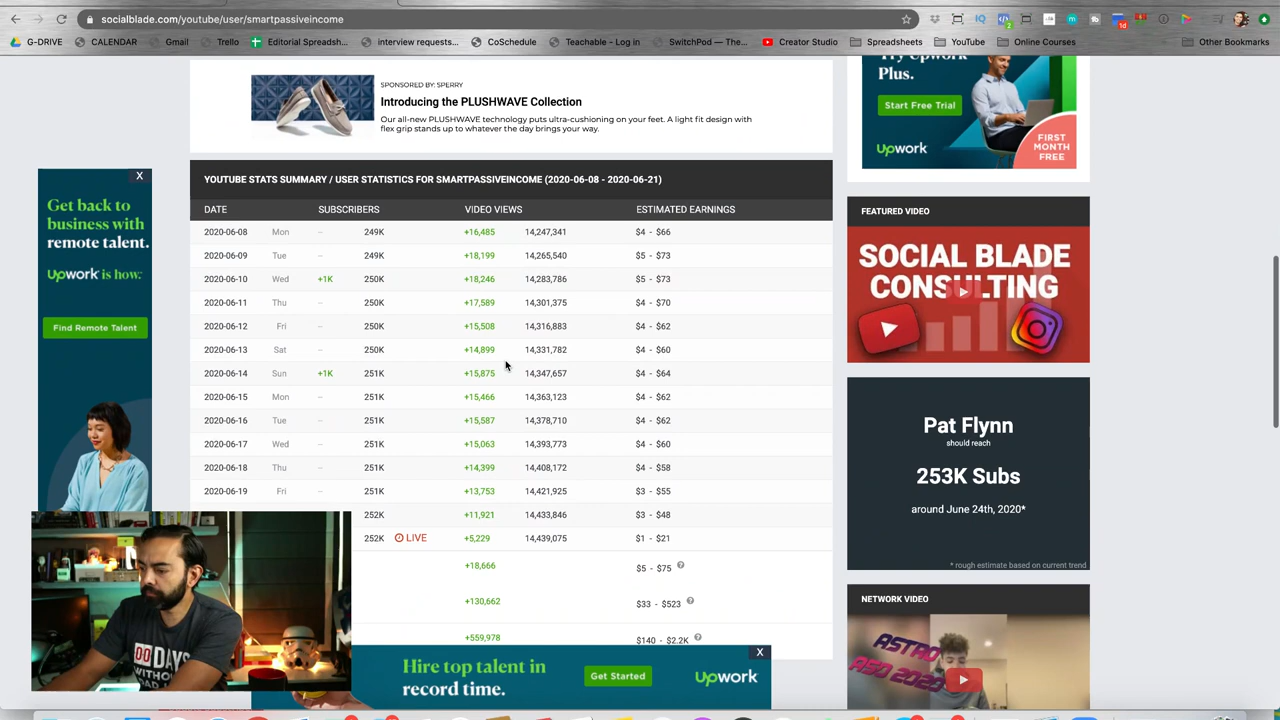 socialblade.com/youtube/user/smartpassiveincome
G-DRIVE CALENDAR Gmail Trello Editorial Spreadsh... interview requests... CoSchedule Teachable – Log in SwitchPod — The... Creator Studio Spreadsheets YouTube Online Courses Other Bookmarks
SPONSORED BY: SPERRY
Introducing the PLUSHWAVE Collection
Our all-new PLUSHWAVE technology puts ultra-cushioning on your feet. A light fit design with
flex grip stands up to whatever the day brings your way.
Try Upwork
Plus.
Start Free Trial
Upwork
FIRST
MONTH
FREE
X
Get back to
business with
remote talent.
Upwork is how.
Find Remote Talent
YOUTUBE STATS SUMMARY / USER STATISTICS FOR SMARTPASSIVEINCOME (2020-06-08 - 2020-06-21)
DATE SUBSCRIBERS VIDEO VIEWS ESTIMATED EARNINGS
2020-06-08 Mon -- 249K +16,485 14,247,341 $4 - $66
2020-06-09 Tue -- 249K +18,199 14,265,540 $5 - $73
2020-06-10 Wed +1K 250K +18,246 14,283,786 $5 - $73
2020-06-11 Thu -- 250K +17,589 14,301,375 $4 - $70
2020-06-12 Fri -- 250K +15,508 14,316,883 $4 - $62
2020-06-13 Sat -- 250K +14,899 14,331,782 $4 - $60
2020-06-14 Sun +1K 251K +15,875 14,347,657 $4 - $64
2020-06-15 Mon -- 251K +15,466 14,363,123 $4 - $62
2020-06-16 Tue -- 251K +15,587 14,378,710 $4 - $62
2020-06-17 Wed -- 251K +15,063 14,393,773 $4 - $60
2020-06-18 Thu -- 251K +14,399 14,408,172 $4 - $58
2020-06-19 Fri -- 251K +13,753 14,421,925 $3 - $55
252K +11,921 14,433,846 $3 - $48
252K LIVE +5,229 14,439,075 $1 - $21
+18,666 $5 - $75
+130,662 $33 - $523
+559,978 $140 - $2.2K
FEATURED VIDEO
SOCIAL BLADE
CONSULTING
Pat Flynn
should reach
253K Subs
around June 24th, 2020*
* rough estimate based on current trend
NETWORK VIDEO
ASTRO
Hire top talent in
record time.
Get Started
Upwork
X